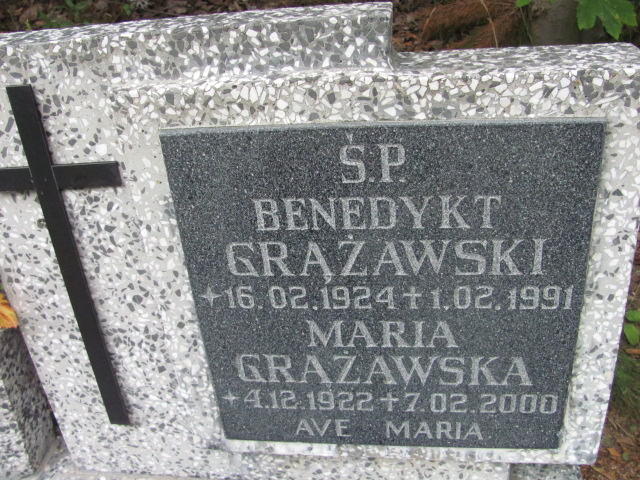 Ś.P.
BENEDYKT
GRĄŻAWSKI
*16.02.1924+1.02.1991
MARIA
GRĄŻAWSKA
*4.12.1922+7.02.2000
AVE MARIA